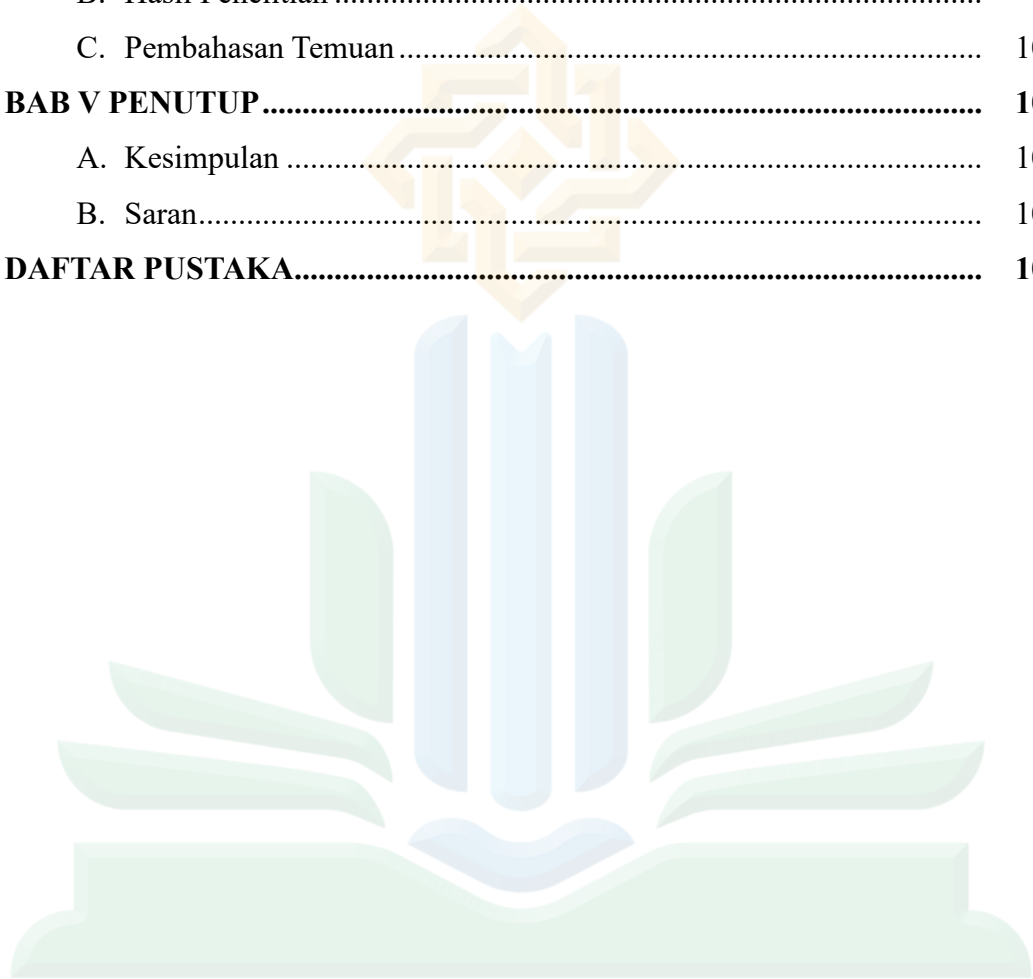 C. Pembahasan Temuan ........................................................................
BAB V PENUTUP ........................................................................................
A. Kesimpulan ......................................................................................
B. Saran .................................................................................................
DAFTAR PUSTAKA ....................................................................................